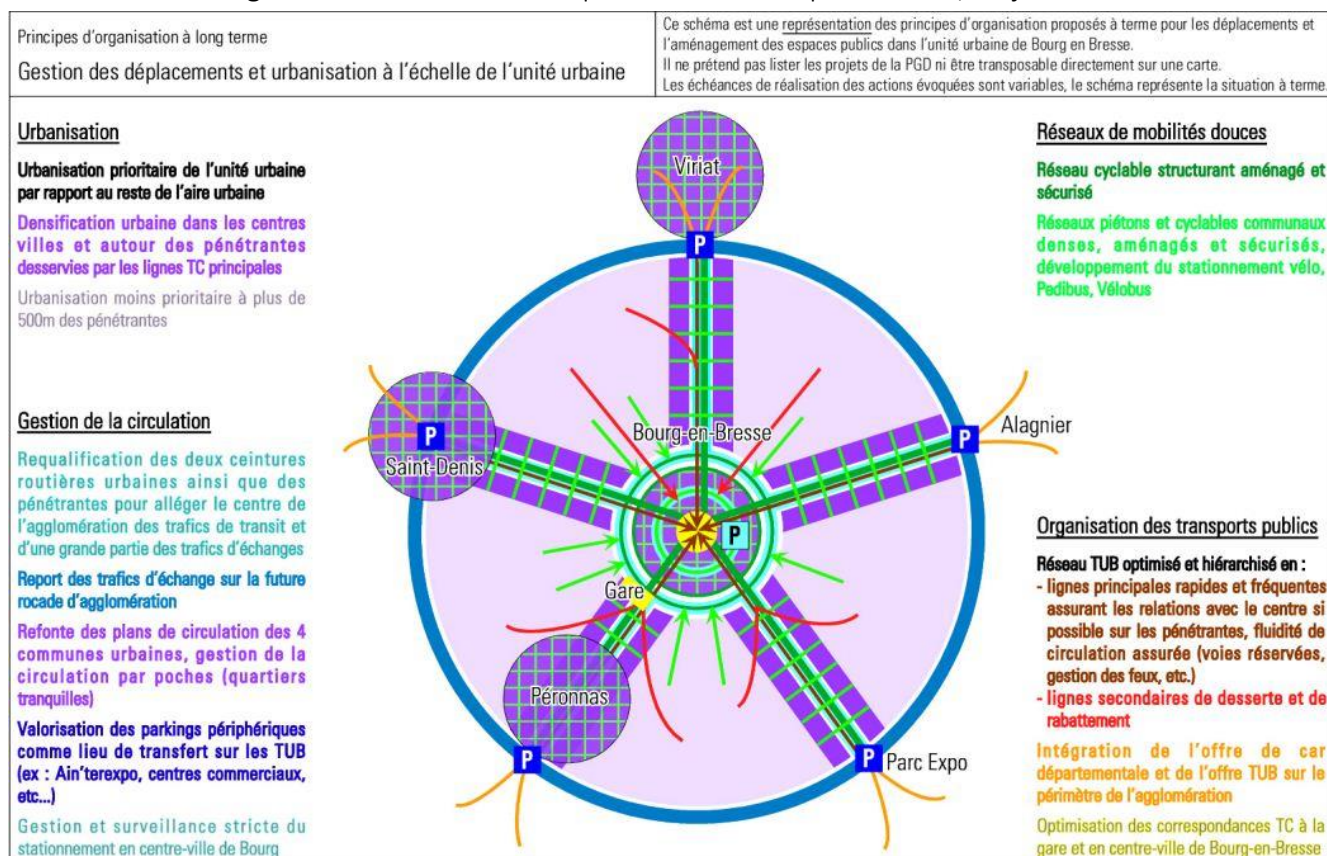 Principes d'organisation à long terme
Gestion des déplacements et urbanisation à l'échelle de l'unité urbaine
Ce schéma est une représentation des principes d'organisation proposés à terme pour les déplacements et
l'aménagement des espaces publics dans l'unité urbaine de Bourg en Bresse.
Il ne prétend pas lister les projets de la PGD ni être transposable directement sur une carte.
Les échéances de réalisation des actions évoquées sont variables, le schéma représente la situation à terme.
Urbanisation
Urbanisation prioritaire de l'unité urbaine
par rapport au reste de l'aire urbaine
Densification urbaine dans les centres
villes et autour des pénétrantes
desservies par les lignes TC principales
Urbanisation moins prioritaire à plus de
500m des pénétrantes
Gestion de la circulation
Requalification des deux ceintures
routières urbaines ainsi que des
pénétrantes pour alléger le centre de
l'agglomération des trafics de transit et
d'une grande partie des trafics d'échanges
Report des trafics d'échange sur la future
rocade d'agglomération
Refonte des plans de circulation des 4
communes urbaines, gestion de la
circulation par poches (quartiers
tranquilles)
Valorisation des parkings périphériques
comme lieu de transfert sur les TUB
(ex : Ain'terexpo, centres commerciaux,
etc...)
Gestion et surveillance stricte du
stationnement en centre-ville de Bourg
Viriat
P
P
Saint-Denis
Bourg-en-Bresse
P
Alagnier
P
Gare
Péronnas
P
P
Parc Expo
Réseaux de mobilités douces
Réseau cyclable structurant aménagé et
sécurisé
Réseaux piétons et cyclables communaux
denses, aménagés et sécurisés,
développement du stationnement vélo,
Pedibus, Vélobus
Organisation des transports publics
Réseau TUB optimisé et hiérarchisé en :
- lignes principales rapides et fréquentes
assurant les relations avec le centre si
possible sur les pénétrantes, fluidité de
circulation assurée (voies réservées,
gestion des feux, etc.)
- lignes secondaires de desserte et de
rabattement
Intégration de l'offre de car
départementale et de l'offre TUB sur le
périmètre de l'agglomération
Optimisation des correspondances TC à la
gare et en centre-ville de Bourg-en-Bresse